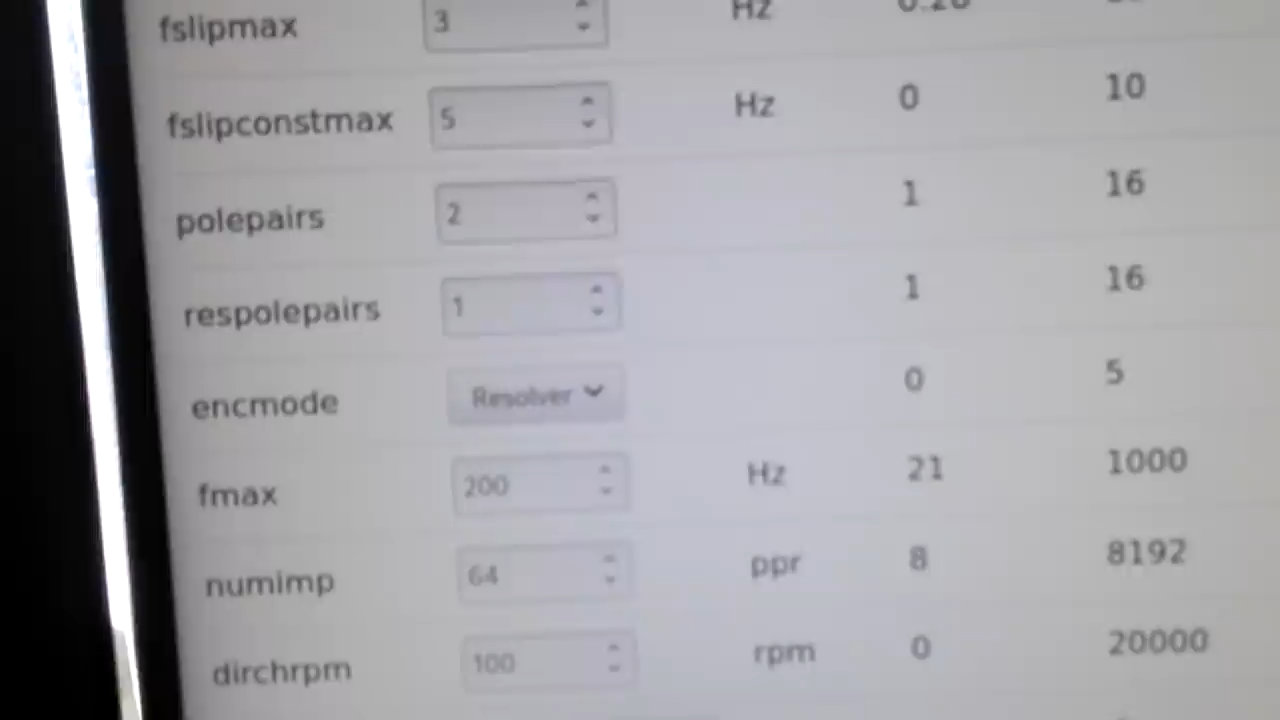 fslipmax 3 Hz
fslipconstmax 5 Hz 0 10
polepairs 2 1 16
respolepairs 1 1 16
encmode Resolver 0 5
fmax 200 Hz 21 1000
numimp 64 ppr 8 8192
dirchrpm 100 rpm 0 20000